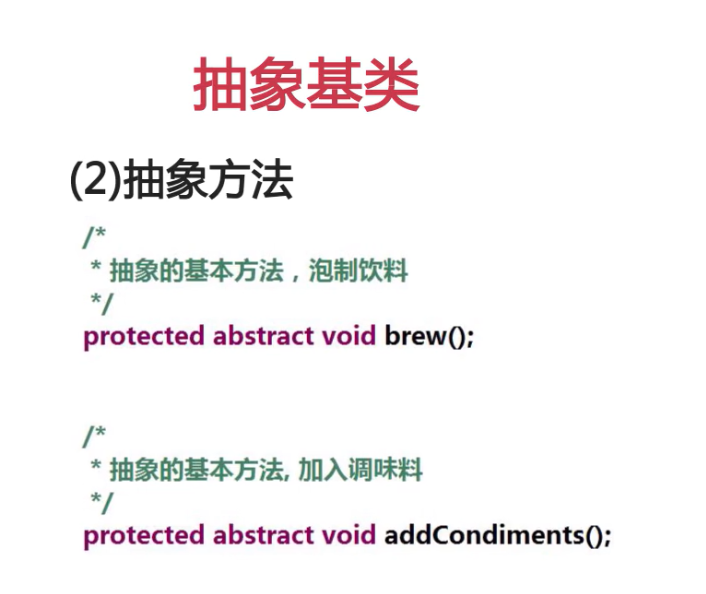 抽象基类
(2)抽象方法
/*
* 抽象的基本方法，泡制饮料
*/
protected abstract void brew();
/*
* 抽象的基本方法, 加入调味料
*/
protected abstract void addCondiments();